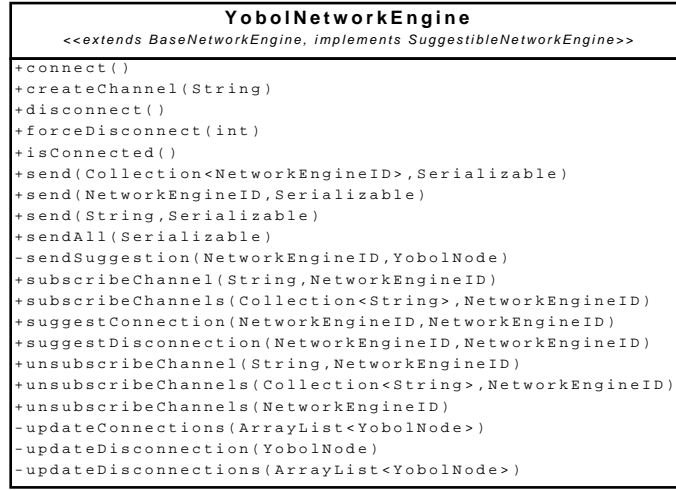 YobolNetworkEngine
<<extends BaseNetworkEngine, implements SuggestibleNetworkEngine>>
+connect()
+createChannel(String)
+disconnect()
+forceDisconnect(int)
+isConnected()
+send(Collection<NetworkEngineID>,Serializable)
+send(NetworkEngineID,Serializable)
+send(String,Serializable)
+sendAll(Serializable)
-sendSuggestion(NetworkEngineID,YobolNode)
+subscribeChannel(String,NetworkEngineID)
+subscribeChannels(Collection<String>,NetworkEngineID)
+suggestConnection(NetworkEngineID,NetworkEngineID)
+suggestDisconnection(NetworkEngineID,NetworkEngineID)
+unsubscribeChannel(String,NetworkEngineID)
+unsubscribeChannels(Collection<String>,NetworkEngineID)
+unsubscribeChannels(NetworkEngineID)
-updateConnections(ArrayList<YobolNode>)
-updateDisconnection(YobolNode)
-updateDisconnections(ArrayList<YobolNode>)